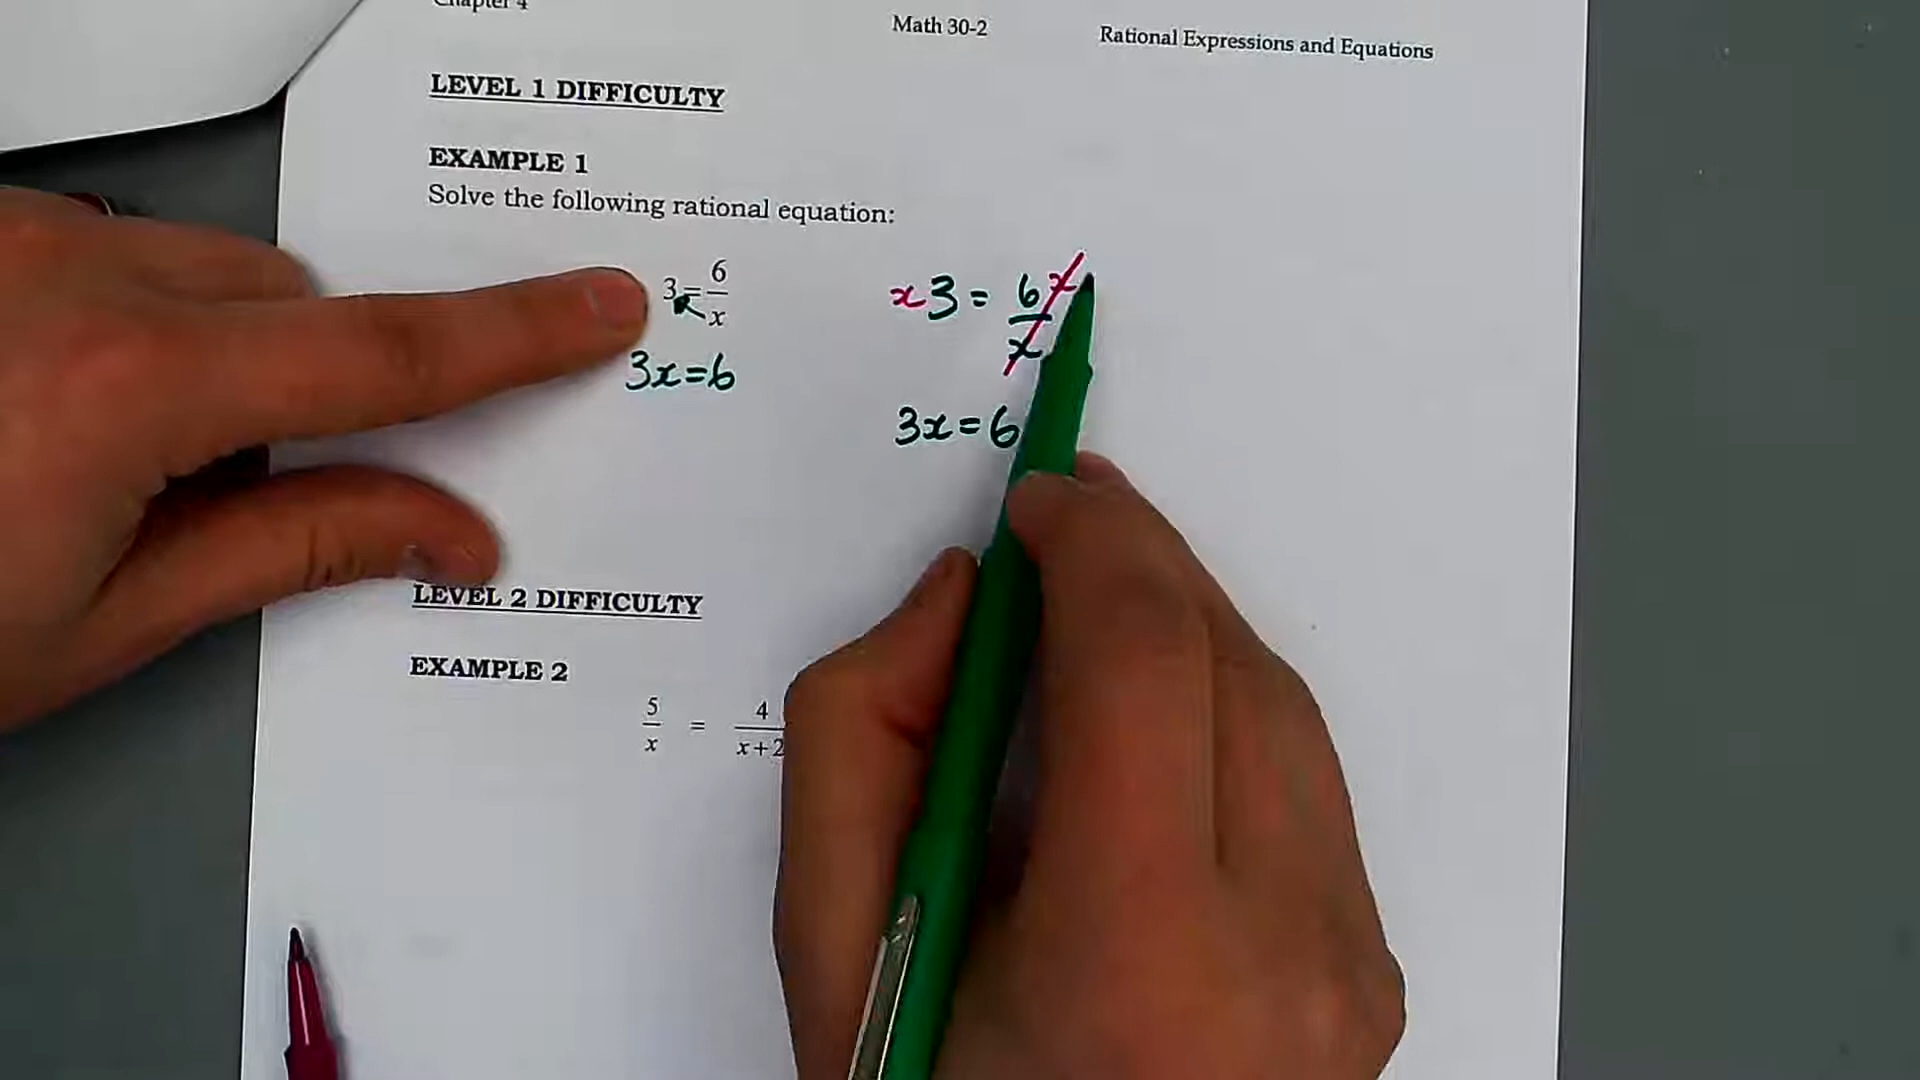 Chapter 4
Math 30-2
Rational Expressions and Equations
LEVEL 1 DIFFICULTY
EXAMPLE 1
Solve the following rational equation:
3 = 6/x
3x = 6
x3 = 6x/x
3x = 6
LEVEL 2 DIFFICULTY
EXAMPLE 2
5/x = 4/x+2